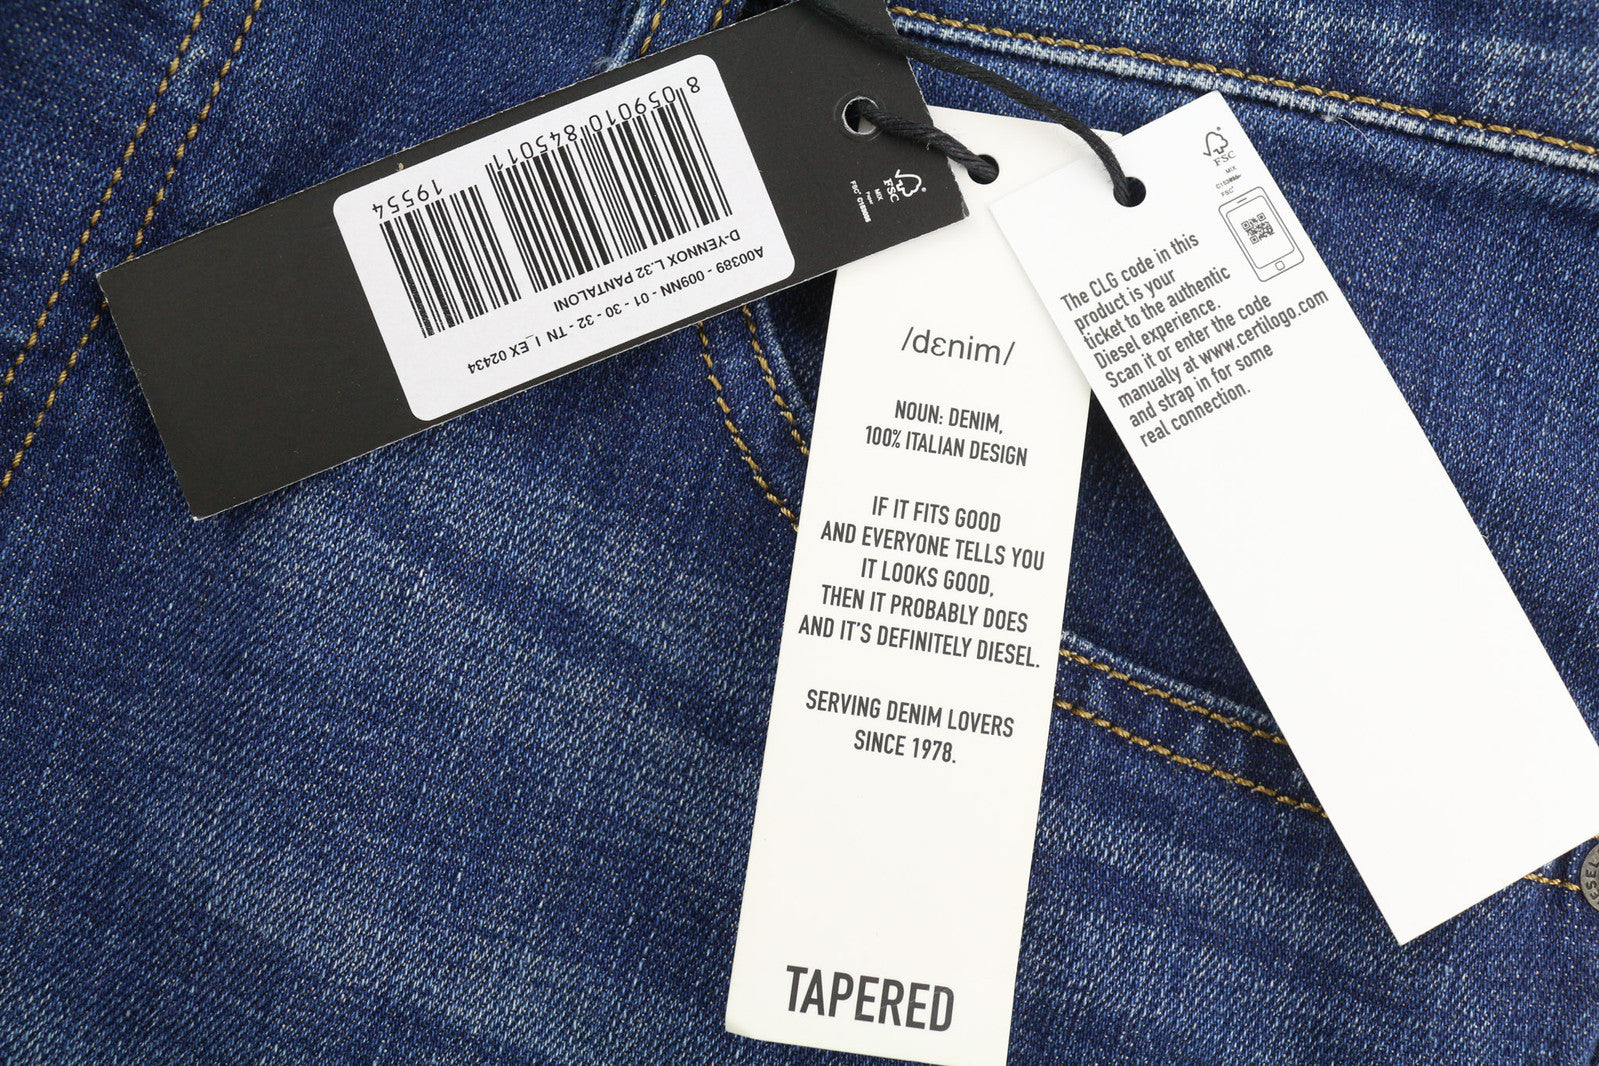 8 059010 845011
19554
A00389 - 009NN - 01 - 30 - 32 - TN I_EX 02434
D-YENNOX L.32 PANTALONI
FSC
MIX
Paper
/dɛnim/
NOUN: DENIM,
100% ITALIAN DESIGN
IF IT FITS GOOD
AND EVERYONE TELLS YOU
IT LOOKS GOOD,
THEN IT PROBABLY DOES
AND IT'S DEFINITELY DIESEL.
SERVING DENIM LOVERS
SINCE 1978.
TAPERED
FSC
MIX
The CLG code in this
product is your
ticket to the authentic
Diesel experience.
Scan it or enter the code
manually at www.certilogo.com
and strap in for some
real connection.